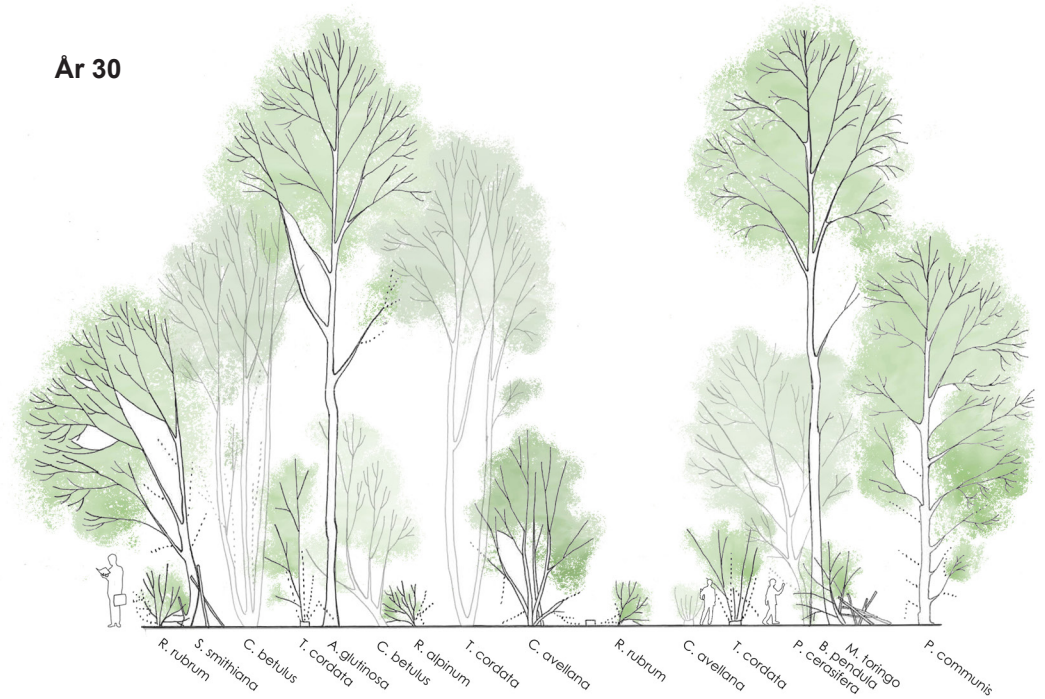 År 30
R. rubrum
S. smithiana
C. betulus
T. cordata
A. glutinosa
C. betulus
R. alpinum
T. cordata
C. avellana
R. rubrum
C. avellana
T. cordata
P. cerasifera
B. pendula
M. toringo
P. communis